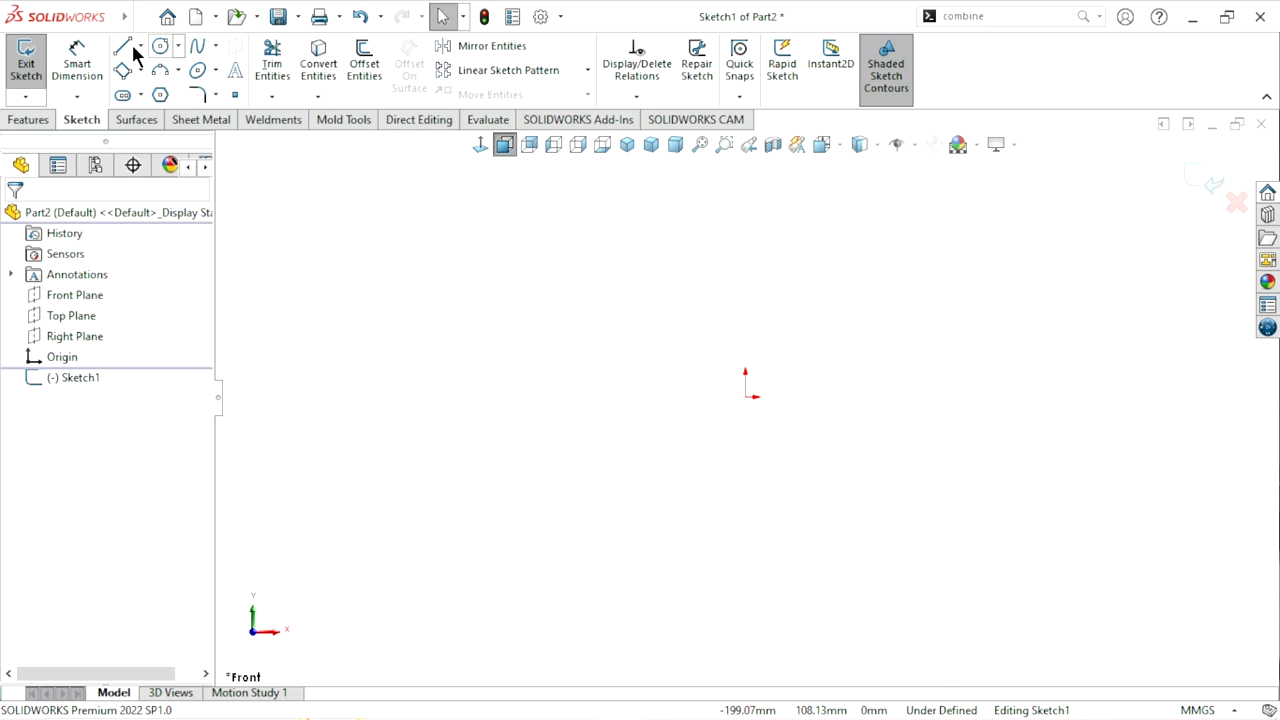 SOLIDWORKS
Sketch1 of Part2 *
combine
Exit Sketch
Smart Dimension
Trim Entities
Convert Entities
Offset Entities
Offset On Surface
Mirror Entities
Linear Sketch Pattern
Move Entities
Display/Delete Relations
Repair Sketch
Quick Snaps
Rapid Sketch
Instant2D
Shaded Sketch Contours
Features
Sketch
Surfaces
Sheet Metal
Weldments
Mold Tools
Direct Editing
Evaluate
SOLIDWORKS Add-Ins
SOLIDWORKS CAM
Part2 (Default) <<Default>_Display Sta
History
Sensors
Annotations
Front Plane
Top Plane
Right Plane
Origin
(-) Sketch1
Y
X
*Front
Model
3D Views
Motion Study 1
SOLIDWORKS Premium 2022 SP1.0
-199.07mm
108.13mm
0mm
Under Defined
Editing Sketch1
MMGS